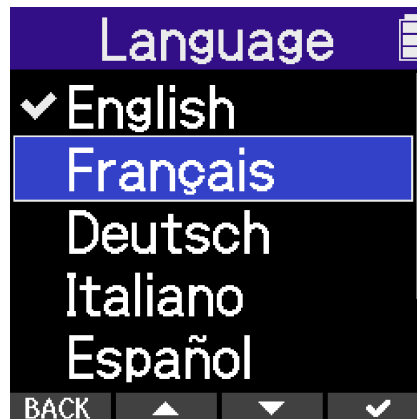 Language
English
Français
Deutsch
Italiano
Español
BACK